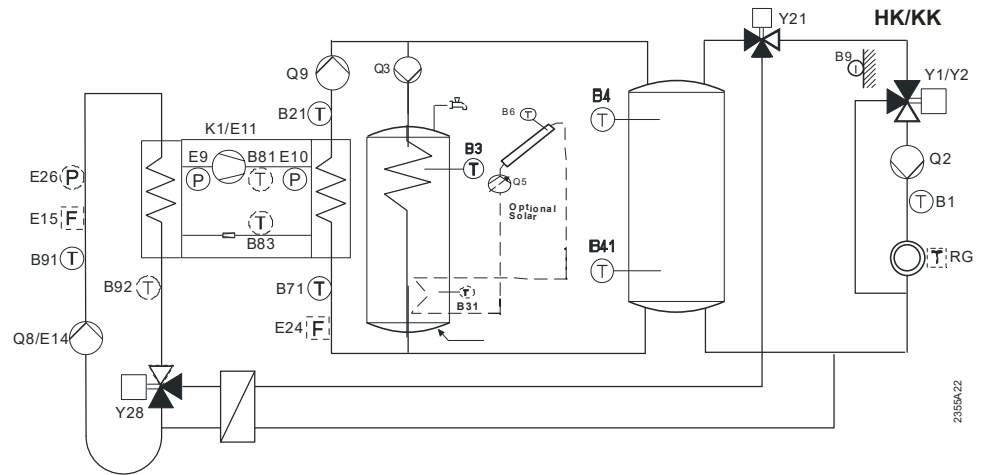 Y21
HK/KK
B9
Y1/Y2
Q9
Q3
B21
T
B6
T
B4
T
K1/E11
B3
T
E9
B81
E10
P
T
P
E26
P
Q5
Q2
Optional
Solar
T
B1
E15
F
T
B83
B41
T
B91
T
T
RG
B92
T
B71
T
T
B31
E24
F
Q8/E14
Y28
2355A22